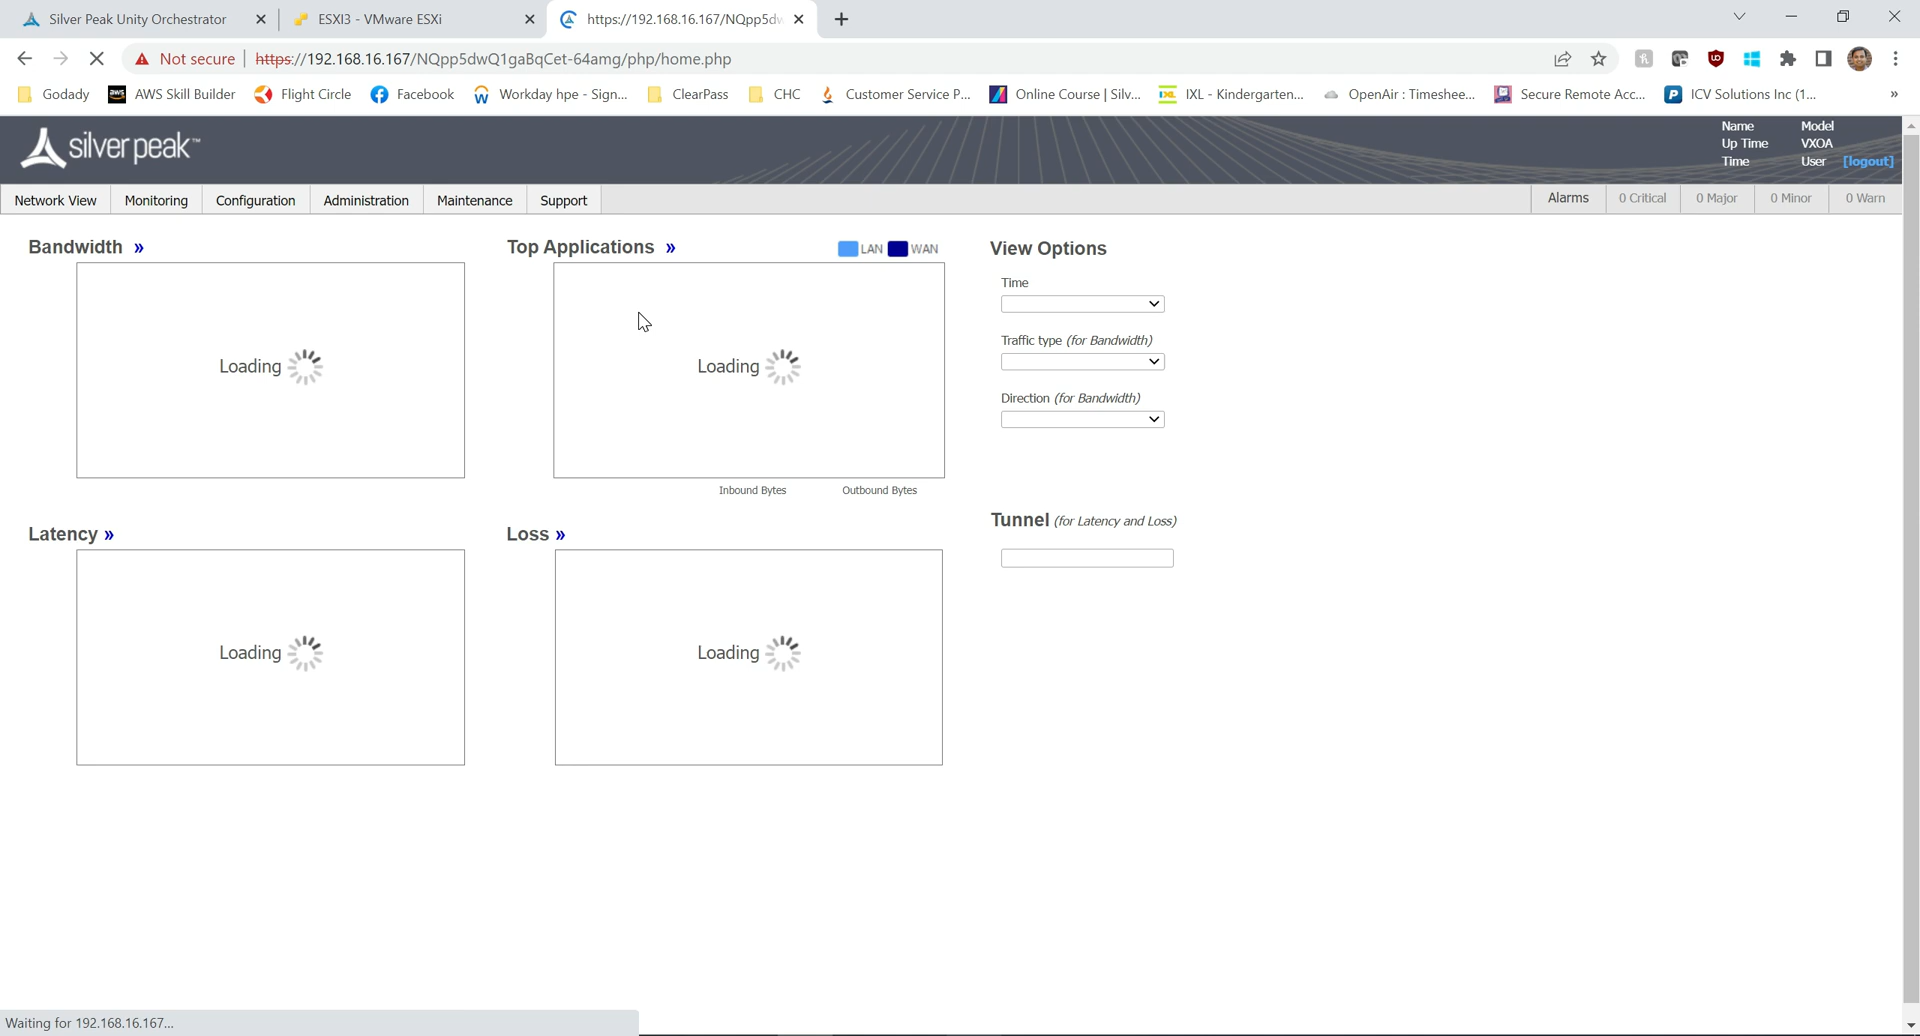 Silver Peak Unity Orchestrator
ESXI3 - VMware ESXi
https://192.168.16.167/NQpp5dw
Not secure
https://192.168.16.167/NQpp5dwQ1gaBqCet-64amg/php/home.php
Godady
aws
AWS Skill Builder
Flight Circle
Facebook
Workday hpe - Sign...
ClearPass
CHC
Customer Service P...
Online Course | Silv...
IXL
IXL - Kindergarten...
OpenAir : Timeshee...
Secure Remote Acc...
P
ICV Solutions Inc (1...
»
silver peak™
Name Model
Up Time VXOA
Time User [logout]
Network View Monitoring Configuration Administration Maintenance Support
Alarms 0 Critical 0 Major 0 Minor 0 Warn
Bandwidth »
Top Applications »
LAN WAN
View Options
Time
Traffic type (for Bandwidth)
Direction (for Bandwidth)
Loading
Loading
Inbound Bytes Outbound Bytes
Tunnel (for Latency and Loss)
Latency »
Loss »
Loading
Loading
Waiting for 192.168.16.167...